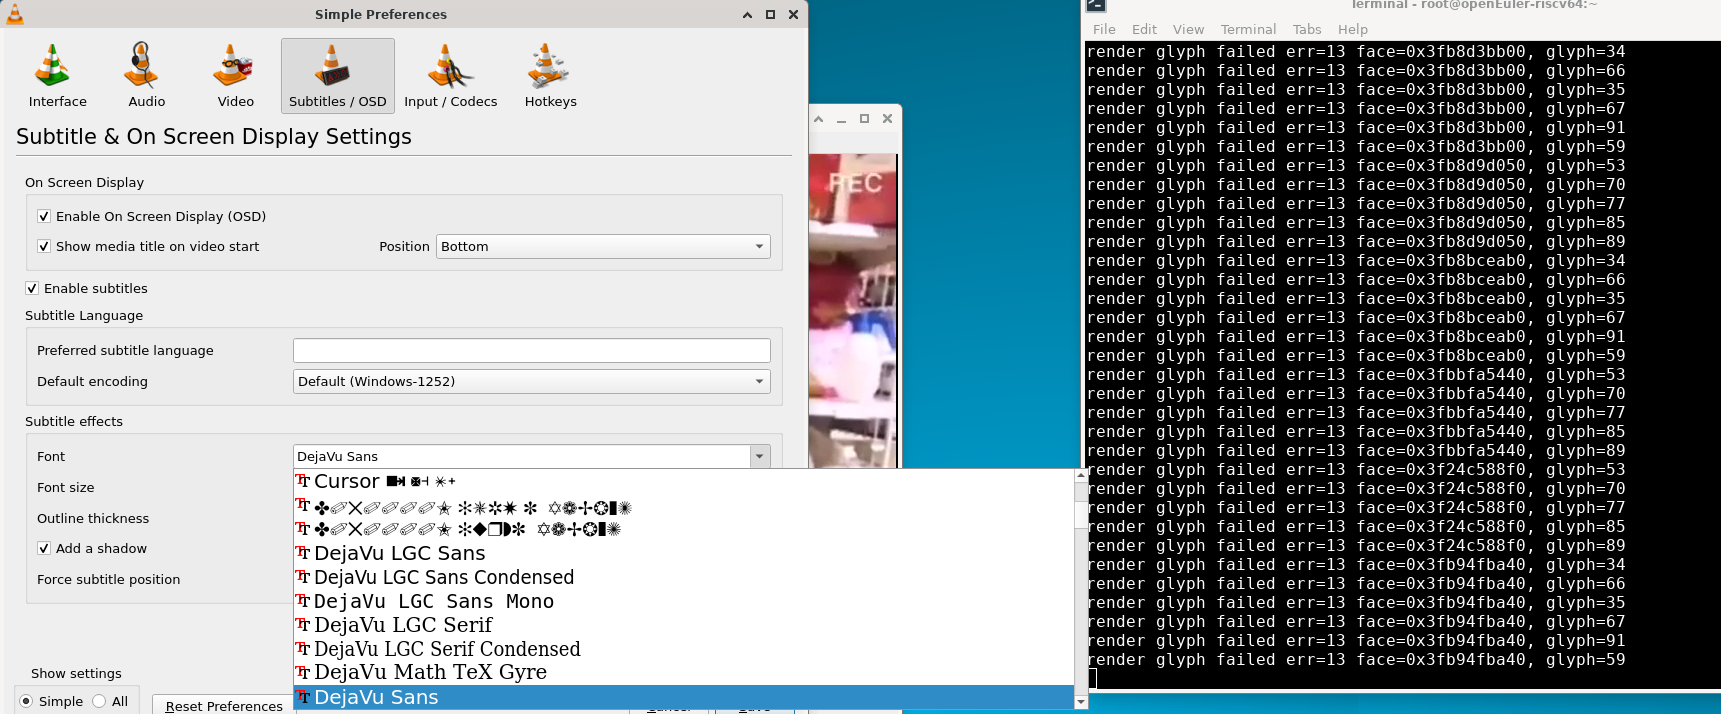 Simple Preferences
Interface
Audio
Video
Subtitles / OSD
Input / Codecs
Hotkeys
Subtitle & On Screen Display Settings
On Screen Display
Enable On Screen Display (OSD)
Show media title on video start
Position
Bottom
Enable subtitles
Subtitle Language
Preferred subtitle language
Default encoding
Default (Windows-1252)
Subtitle effects
Font
DejaVu Sans
Font size
Outline thickness
Add a shadow
Force subtitle position
Cursor
DejaVu LGC Sans
DejaVu LGC Sans Condensed
DejaVu LGC Sans Mono
DejaVu LGC Serif
DejaVu LGC Serif Condensed
DejaVu Math TeX Gyre
DejaVu Sans
Show settings
Simple
All
Reset Preferences
REC
Terminal - root@openEuler-riscv64:~
File Edit View Terminal Tabs Help
render glyph failed err=13 face=0x3fb8d3bb00, glyph=34
render glyph failed err=13 face=0x3fb8d3bb00, glyph=66
render glyph failed err=13 face=0x3fb8d3bb00, glyph=35
render glyph failed err=13 face=0x3fb8d3bb00, glyph=67
render glyph failed err=13 face=0x3fb8d3bb00, glyph=91
render glyph failed err=13 face=0x3fb8d3bb00, glyph=59
render glyph failed err=13 face=0x3fb8d9d050, glyph=53
render glyph failed err=13 face=0x3fb8d9d050, glyph=70
render glyph failed err=13 face=0x3fb8d9d050, glyph=77
render glyph failed err=13 face=0x3fb8d9d050, glyph=85
render glyph failed err=13 face=0x3fb8d9d050, glyph=89
render glyph failed err=13 face=0x3fb8bceab0, glyph=34
render glyph failed err=13 face=0x3fb8bceab0, glyph=66
render glyph failed err=13 face=0x3fb8bceab0, glyph=35
render glyph failed err=13 face=0x3fb8bceab0, glyph=67
render glyph failed err=13 face=0x3fb8bceab0, glyph=91
render glyph failed err=13 face=0x3fb8bceab0, glyph=59
render glyph failed err=13 face=0x3fbbfa5440, glyph=53
render glyph failed err=13 face=0x3fbbfa5440, glyph=70
render glyph failed err=13 face=0x3fbbfa5440, glyph=77
render glyph failed err=13 face=0x3fbbfa5440, glyph=85
render glyph failed err=13 face=0x3fbbfa5440, glyph=89
render glyph failed err=13 face=0x3f24c588f0, glyph=53
render glyph failed err=13 face=0x3f24c588f0, glyph=70
render glyph failed err=13 face=0x3f24c588f0, glyph=77
render glyph failed err=13 face=0x3f24c588f0, glyph=85
render glyph failed err=13 face=0x3f24c588f0, glyph=89
render glyph failed err=13 face=0x3fb94fba40, glyph=34
render glyph failed err=13 face=0x3fb94fba40, glyph=66
render glyph failed err=13 face=0x3fb94fba40, glyph=35
render glyph failed err=13 face=0x3fb94fba40, glyph=67
render glyph failed err=13 face=0x3fb94fba40, glyph=91
render glyph failed err=13 face=0x3fb94fba40, glyph=59